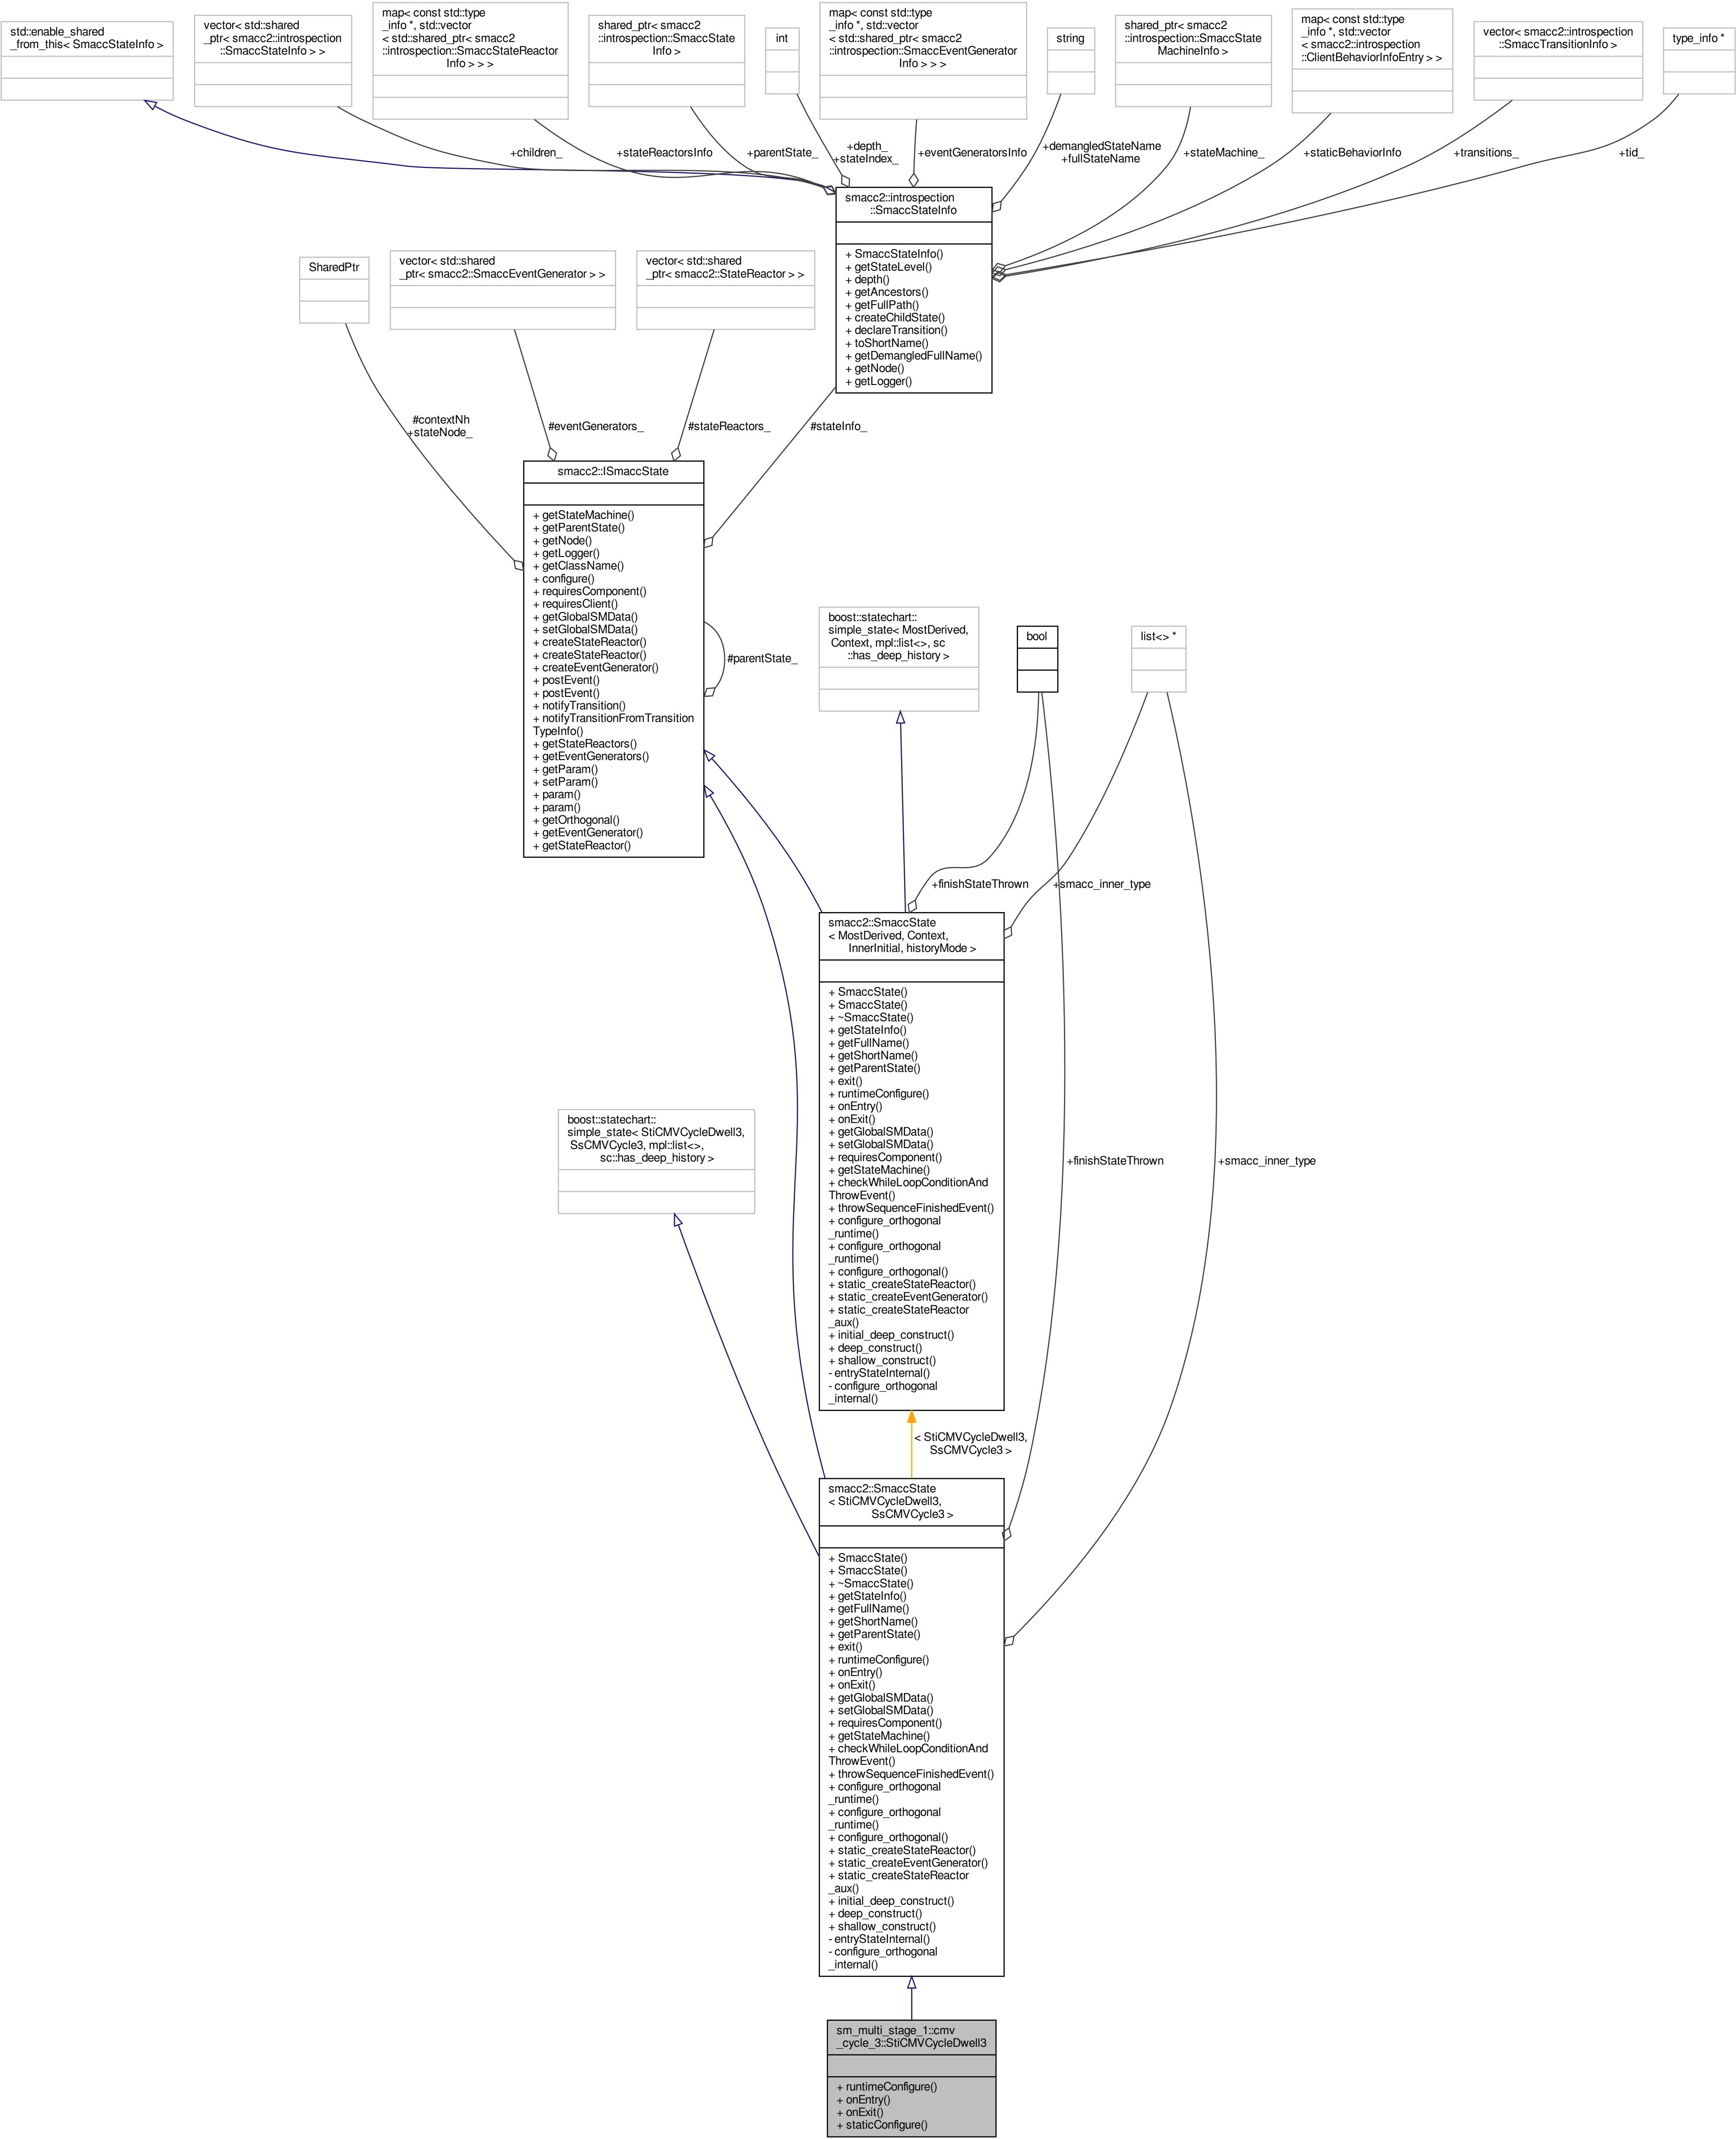 std::enable_shared
_from_this< SmaccStateInfo >
vector< std::shared
_ptr< smacc2::introspection
::SmaccStateInfo > >
map< const std::type
_info *, std::vector
< std::shared_ptr< smacc2
::introspection::SmaccStateReactor
Info > > >
shared_ptr< smacc2
::introspection::SmaccState
Info >
int
map< const std::type
_info *, std::vector
< std::shared_ptr< smacc2
::introspection::SmaccEventGenerator
Info > > >
string
shared_ptr< smacc2
::introspection::SmaccState
MachineInfo >
map< const std::type
_info *, std::vector
< smacc2::introspection
::ClientBehaviorInfoEntry > >
vector< smacc2::introspection
::SmaccTransitionInfo >
type_info *
+children_
+stateReactorsInfo
+parentState_
+depth_
+stateIndex_
+eventGeneratorsInfo
+demangledStateName
+fullStateName
+stateMachine_
+staticBehaviorInfo
+transitions_
+tid_
smacc2::introspection
::SmaccStateInfo
+ SmaccStateInfo()
+ getStateLevel()
+ depth()
+ getAncestors()
+ getFullPath()
+ createChildState()
+ declareTransition()
+ toShortName()
+ getDemangledFullName()
+ getNode()
+ getLogger()
SharedPtr
vector< std::shared
_ptr< smacc2::SmaccEventGenerator > >
vector< std::shared
_ptr< smacc2::StateReactor > >
#contextNh
+stateNode_
#eventGenerators_
#stateReactors_
#stateInfo_
smacc2::ISmaccState
+ getStateMachine()
+ getParentState()
+ getNode()
+ getLogger()
+ getClassName()
+ configure()
+ requiresComponent()
+ requiresClient()
+ getGlobalSMData()
+ setGlobalSMData()
+ createStateReactor()
+ createStateReactor()
+ createEventGenerator()
+ postEvent()
+ postEvent()
+ notifyTransition()
+ notifyTransitionFromTransition
TypeInfo()
+ getStateReactors()
+ getEventGenerators()
+ getParam()
+ setParam()
+ param()
+ param()
+ getOrthogonal()
+ getEventGenerator()
+ getStateReactor()
#parentState_
boost::statechart::
simple_state< MostDerived,
Context, mpl::list<>, sc
::has_deep_history >
bool
list<> *
+finishStateThrown
+smacc_inner_type
smacc2::SmaccState
< MostDerived, Context,
InnerInitial, historyMode >
+ SmaccState()
+ SmaccState()
+ ~SmaccState()
+ getStateInfo()
+ getFullName()
+ getShortName()
+ getParentState()
+ exit()
+ runtimeConfigure()
+ onEntry()
+ onExit()
+ getGlobalSMData()
+ setGlobalSMData()
+ requiresComponent()
+ getStateMachine()
+ checkWhileLoopConditionAnd
ThrowEvent()
+ throwSequenceFinishedEvent()
+ configure_orthogonal
_runtime()
+ configure_orthogonal
_runtime()
+ configure_orthogonal()
+ static_createStateReactor()
+ static_createEventGenerator()
+ static_createStateReactor
_aux()
+ initial_deep_construct()
+ deep_construct()
+ shallow_construct()
- entryStateInternal()
- configure_orthogonal
_internal()
boost::statechart::
simple_state< StiCMVCycleDwell3,
SsCMVCycle3, mpl::list<>,
sc::has_deep_history >
+finishStateThrown
+smacc_inner_type
< StiCMVCycleDwell3,
SsCMVCycle3 >
smacc2::SmaccState
< StiCMVCycleDwell3,
SsCMVCycle3 >
+ SmaccState()
+ SmaccState()
+ ~SmaccState()
+ getStateInfo()
+ getFullName()
+ getShortName()
+ getParentState()
+ exit()
+ runtimeConfigure()
+ onEntry()
+ onExit()
+ getGlobalSMData()
+ setGlobalSMData()
+ requiresComponent()
+ getStateMachine()
+ checkWhileLoopConditionAnd
ThrowEvent()
+ throwSequenceFinishedEvent()
+ configure_orthogonal
_runtime()
+ configure_orthogonal
_runtime()
+ configure_orthogonal()
+ static_createStateReactor()
+ static_createEventGenerator()
+ static_createStateReactor
_aux()
+ initial_deep_construct()
+ deep_construct()
+ shallow_construct()
- entryStateInternal()
- configure_orthogonal
_internal()
sm_multi_stage_1::cmv
_cycle_3::StiCMVCycleDwell3
+ runtimeConfigure()
+ onEntry()
+ onExit()
+ staticConfigure()